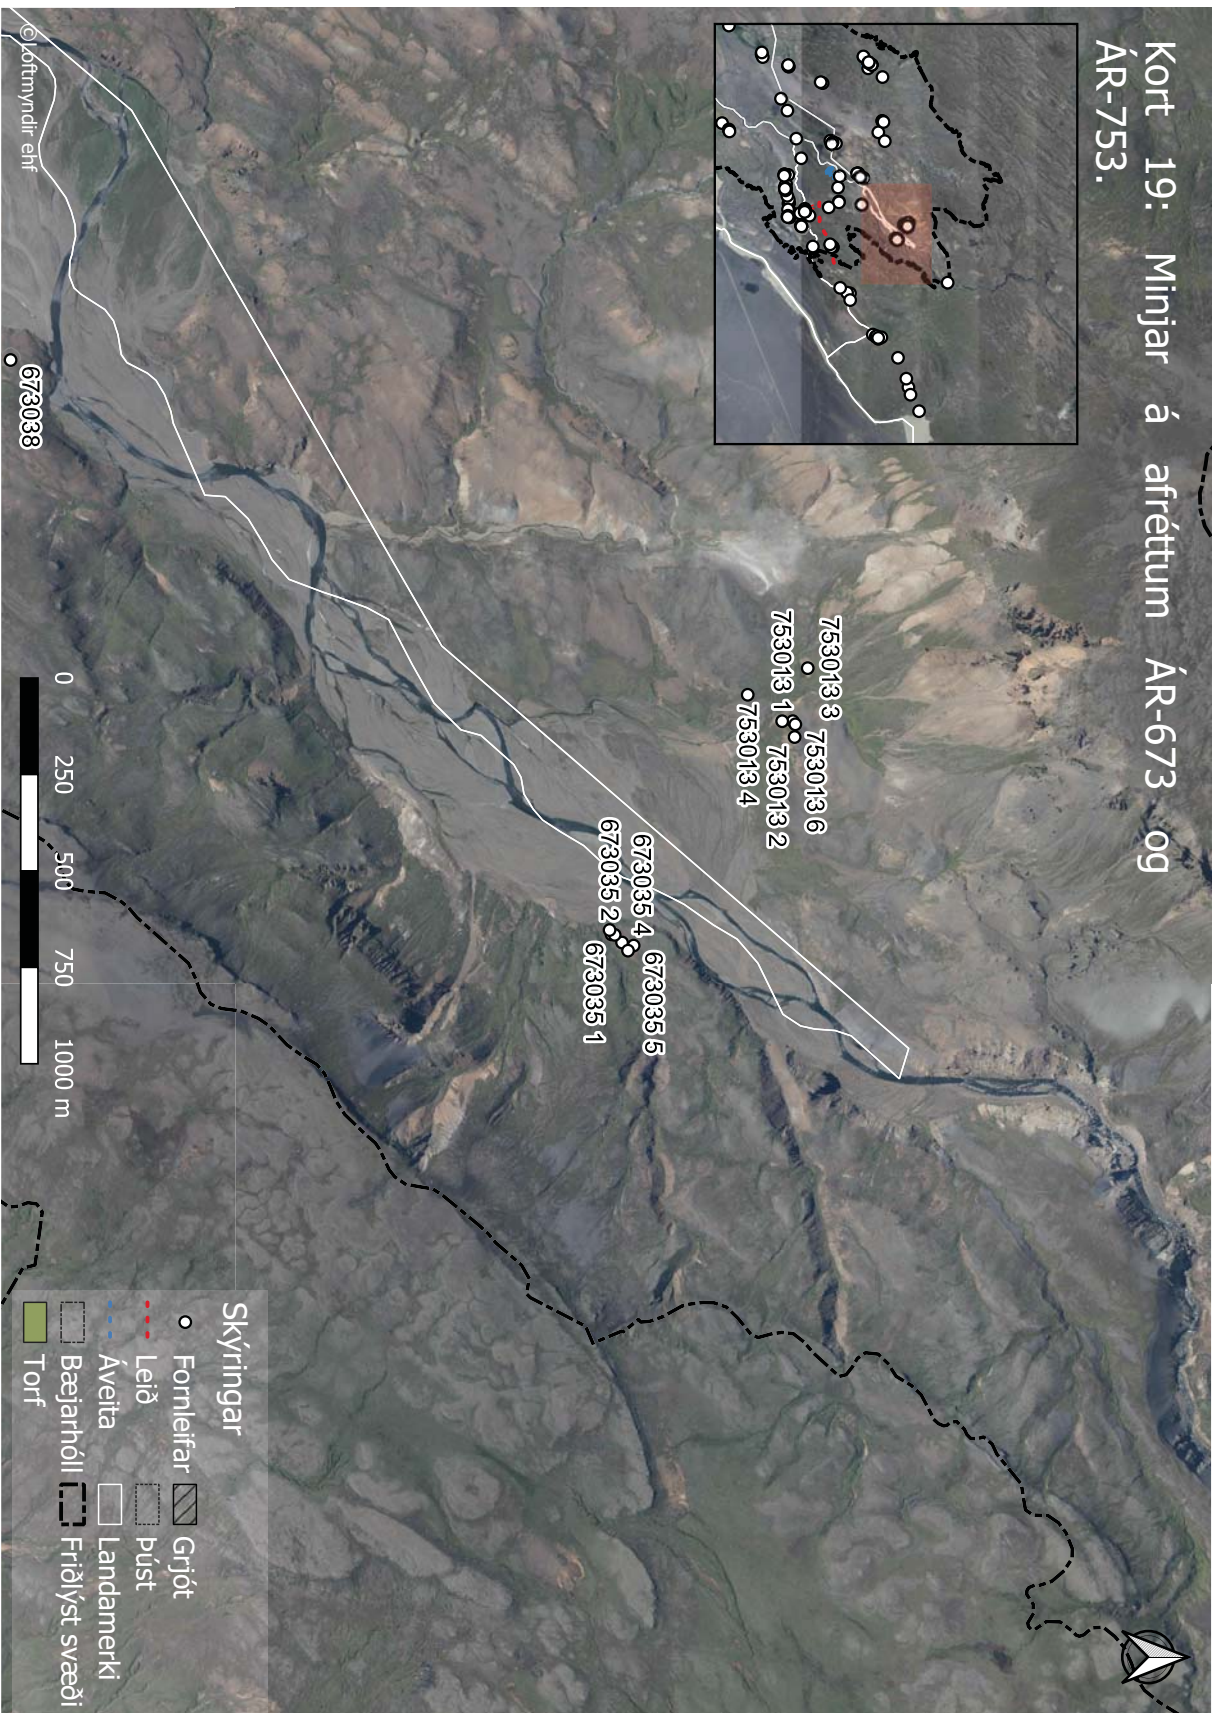 Kort 19: Minjar á afréttum ÁR-673 og
ÁR-753.
753013 3
753013 1
753013 6
753013 2
753013 4
673035 4
673035 2
673035 5
673035 1
673038
©Loftmyndir ehf
0 250 500 750 1000 m
Skýringar
Fornleifar
Leið
Áveita
Bæjarhóll
Torf
Grjót
Þúst
Landamerki
Friðlýst svæði